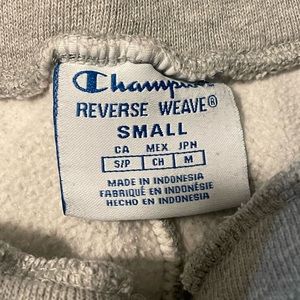 Champion
REVERSE WEAVE®
SMALL
CA MEX JPN
S/P CH M
MADE IN INDONESIA
FABRIQUÉ EN INDONÉSIE
HECHO EN INDONESIA